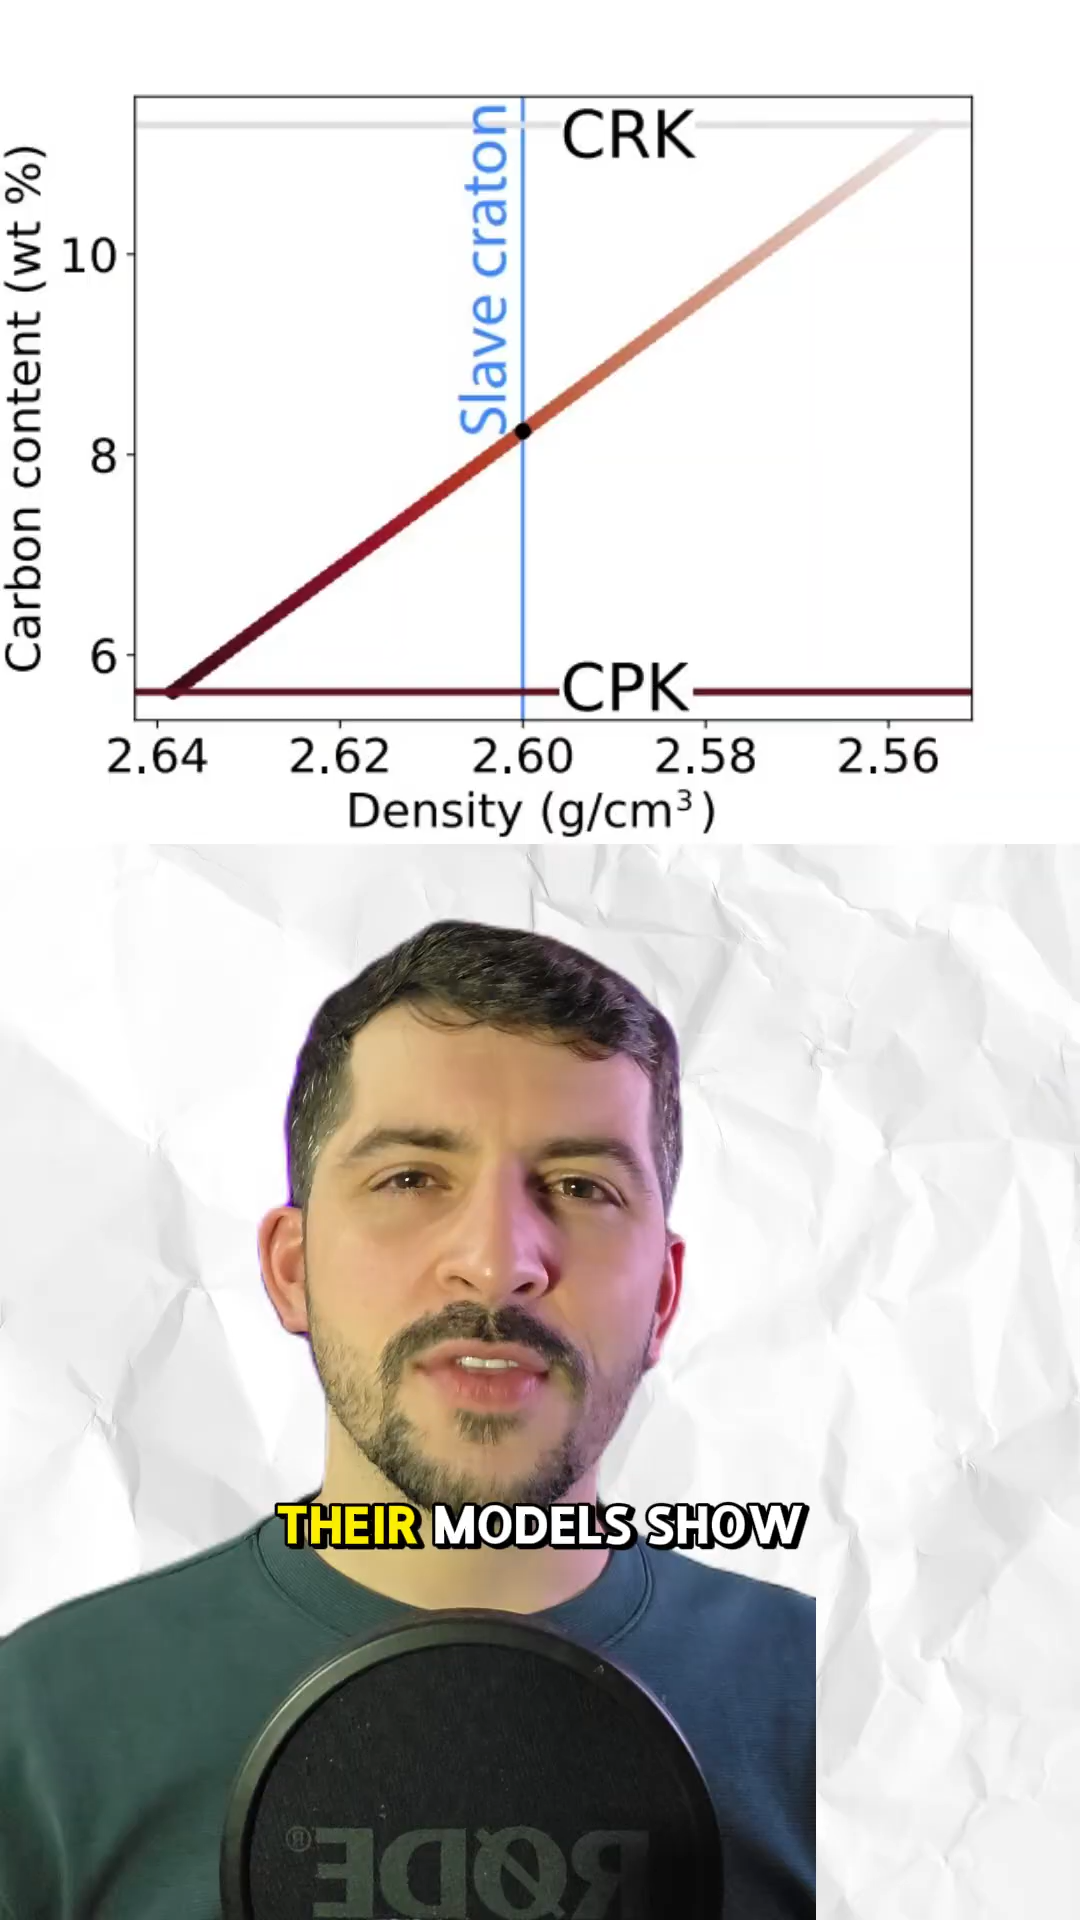 Carbon content (wt %)
10
8
6
Slave craton
CRK
CPK
2.64 2.62 2.60 2.58 2.56
Density (g/cm³)
THEIR MODELS SHOW
RØDE®